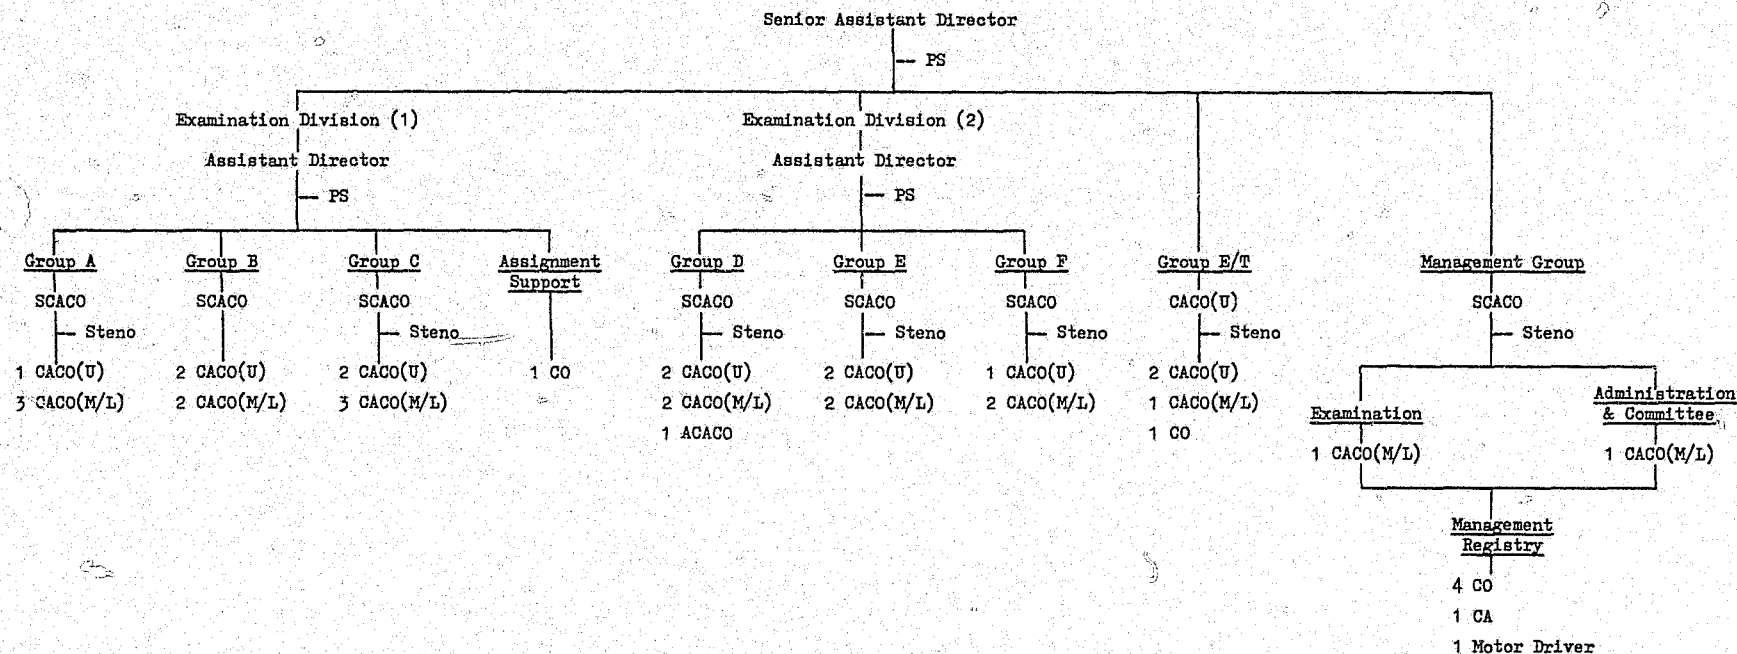 Senior Assistant Director
PS
Examination Division (1)
Examination Division (2)
Assistant Director
Assistant Director
PS
PS
Group A
Group B
Group C
Assignment
Support
Group D
Group E
Group F
Group E/T
Management Group
SCACO
SCACO
SCACO
SCACO
SCACO
SCACO
CACO(U)
SCACO
Steno
Steno
Steno
Steno
Steno
Steno
Steno
1 CACO(U)
2 CACO(U)
2 CACO(U)
1 CO
2 CACO(U)
2 CACO(U)
1 CACO(U)
2 CACO(U)
3 CACO(M/L)
2 CACO(M/L)
3 CACO(M/L)
2 CACO(M/L)
2 CACO(M/L)
2 CACO(M/L)
1 CACO(M/L)
1 ACACO
1 CO
Examination
Administration
& Committee
1 CACO(M/L)
1 CACO(M/L)
Management
Registry
4 CO
1 CA
1 Motor Driver